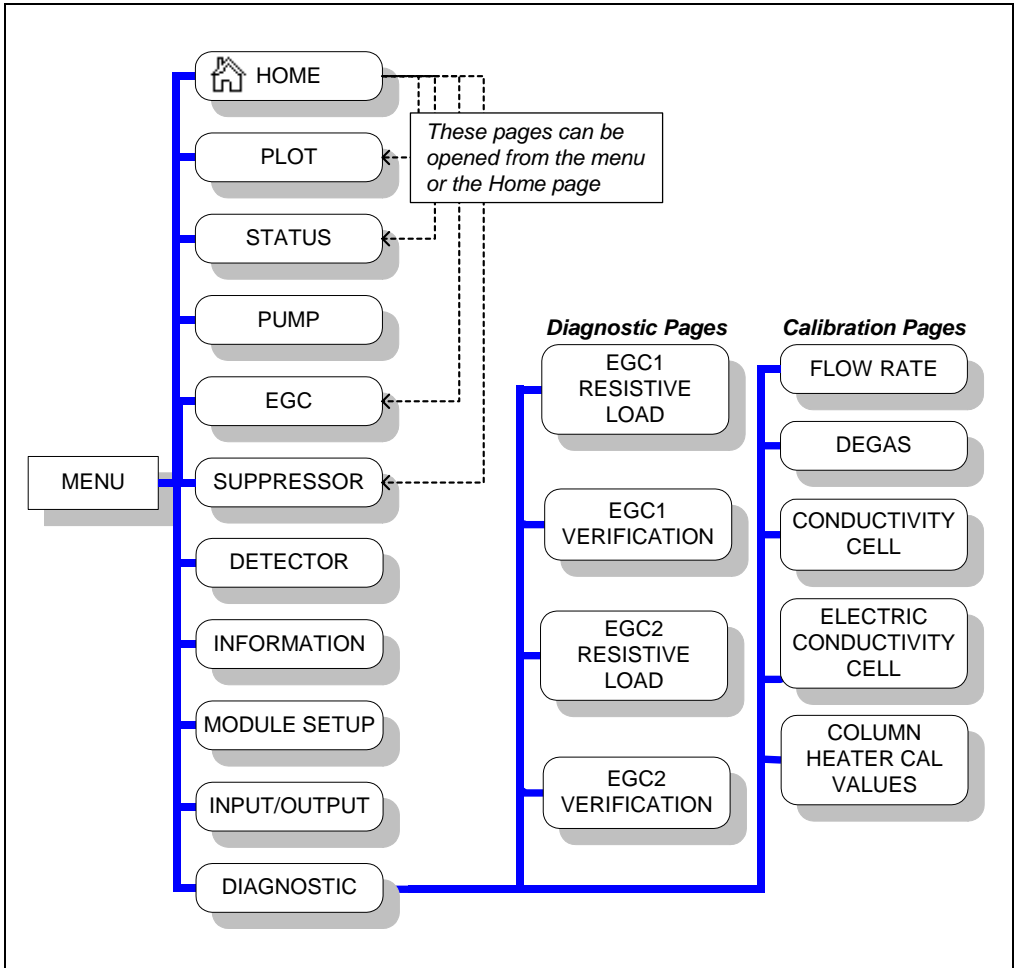 HOME
These pages can be
opened from the menu
or the Home page
PLOT
STATUS
PUMP
EGC
MENU
SUPPRESSOR
DETECTOR
INFORMATION
MODULE SETUP
INPUT/OUTPUT
DIAGNOSTIC
Diagnostic Pages
EGC1
RESISTIVE
LOAD
EGC1
VERIFICATION
EGC2
RESISTIVE
LOAD
EGC2
VERIFICATION
Calibration Pages
FLOW RATE
DEGAS
CONDUCTIVITY
CELL
ELECTRIC
CONDUCTIVITY
CELL
COLUMN
HEATER CAL
VALUES